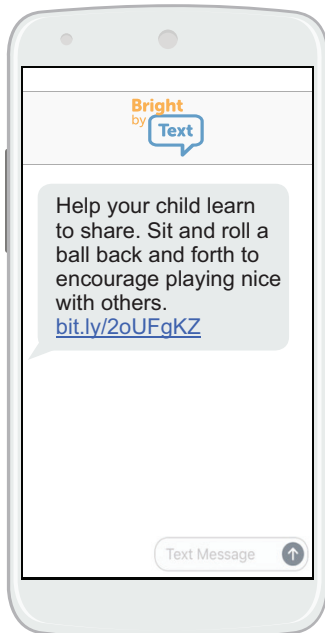 Bright
by Text
Help your child learn
to share. Sit and roll a
ball back and forth to
encourage playing nice
with others.
bit.ly/2oUFgKZ
Text Message